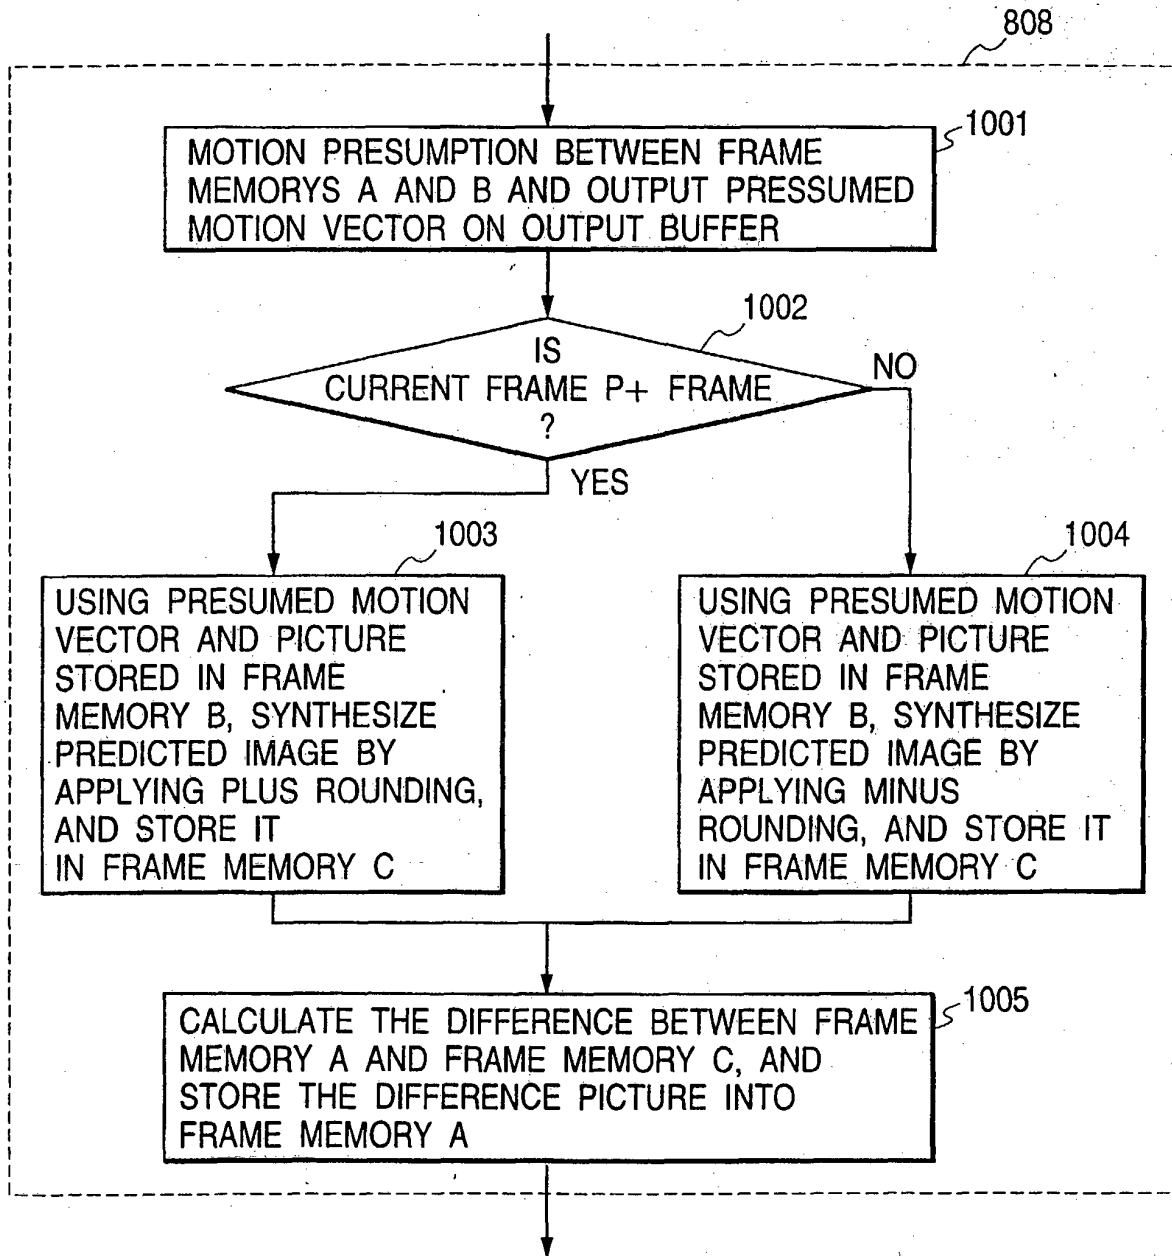 808
1001
MOTION PRESUMPTION BETWEEN FRAME
MEMORYS A AND B AND OUTPUT PRESSUMED
MOTION VECTOR ON OUTPUT BUFFER
1002
IS
CURRENT FRAME P+ FRAME
?
NO
YES
1003
USING PRESUMED MOTION
VECTOR AND PICTURE
STORED IN FRAME
MEMORY B, SYNTHESIZE
PREDICTED IMAGE BY
APPLYING PLUS ROUNDING,
AND STORE IT
IN FRAME MEMORY C
1004
USING PRESUMED MOTION
VECTOR AND PICTURE
STORED IN FRAME
MEMORY B, SYNTHESIZE
PREDICTED IMAGE BY
APPLYING MINUS
ROUNDING, AND STORE IT
IN FRAME MEMORY C
1005
CALCULATE THE DIFFERENCE BETWEEN FRAME
MEMORY A AND FRAME MEMORY C, AND
STORE THE DIFFERENCE PICTURE INTO
FRAME MEMORY A